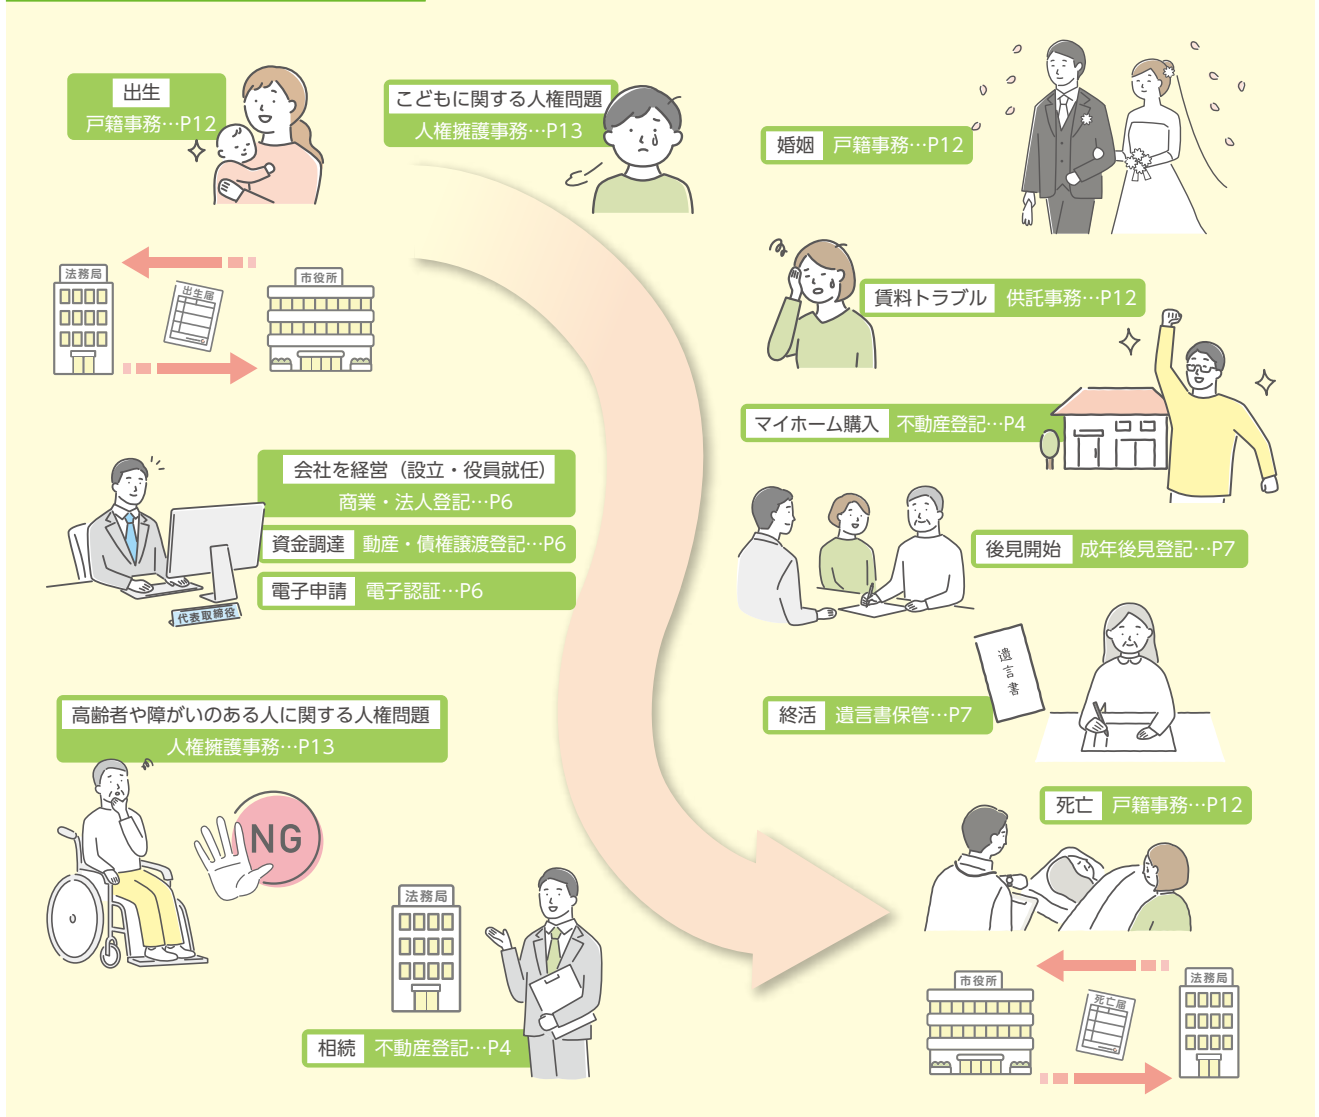 出生
戸籍事務…P12
こどもに関する人権問題
人権擁護事務…P13
婚姻 戸籍事務…P12
法務局
出生届
市役所
賃料トラブル 供託事務…P12
マイホーム購入 不動産登記…P4
会社を経営（設立・役員就任）
商業・法人登記…P6
資金調達 動産・債権譲渡登記…P6
電子申請 電子認証…P6
代表取締役
後見開始 成年後見登記…P7
遺言書
終活 遺言書保管…P7
高齢者や障がいのある人に関する人権問題
人権擁護事務…P13
NG
死亡 戸籍事務…P12
法務局
相続 不動産登記…P4
市役所
死亡届
法務局